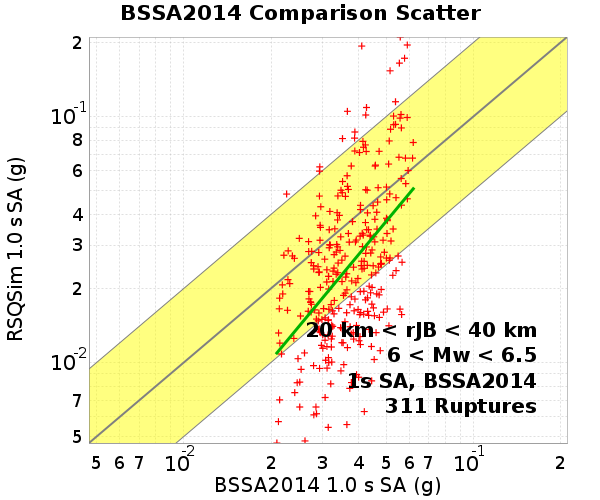 BSSA2014 Comparison Scatter
RSQSim 1.0 s SA (g)
2
10-1
8
6
4
3
2
10-2
7
5
20 km < rJB < 40 km
6 < Mw < 6.5
1s SA, BSSA2014
311 Ruptures
5 6 7 10-2 2 3 4 5 6 7 10-1 2
BSSA2014 1.0 s SA (g)